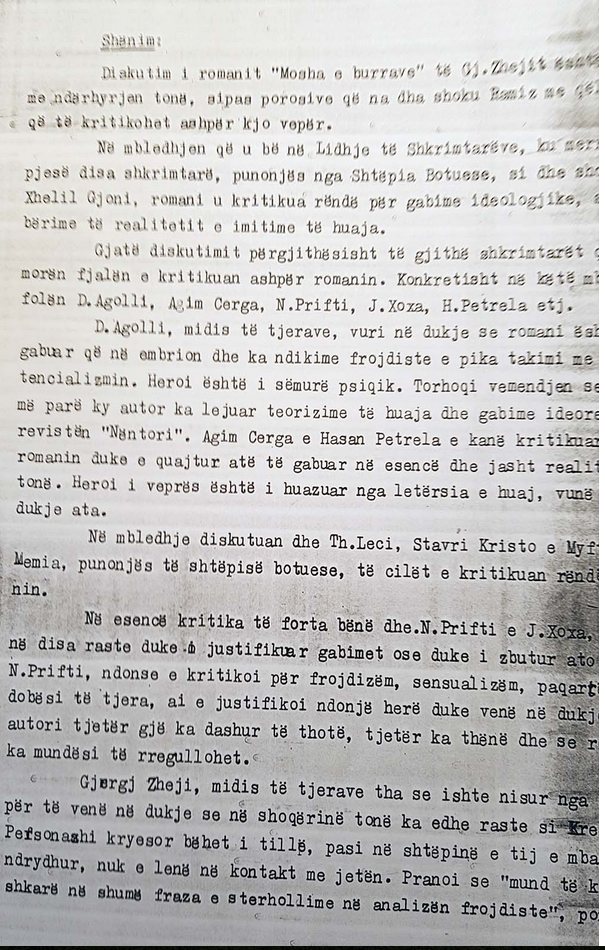 Shënim:
Diskutim i romanit "Mosha e burrave" të Gj.Zhejit është
me ndërhyrjen tonë, sipas porosive që na dha shoku Ramiz me që
që të kritikohet ashpër kjo vepër.
Në mbledhjen që u bë në Lidhje të Shkrimtarëve, ku
pjesë disa shkrimtarë, punonjës nga Shtëpia Botuese, si dhe
Xhelil Gjoni, romani u kritikua rëndë për gabime ideologjike,
bërime të realitetit e imitime të huaja.
Gjatë diskutimit përgjithësisht të gjithë shkrimtarët
morën fjalën e kritikuan ashpër romanin. Konkretisht në këtë
folën D.Agolli, Agim Cerga, N.Prifti, J.Xoxa, H.Petrela etj.
D.Agolli, midis të tjerave, vuri në dukje se romani
gabuar që në embrion dhe ka ndikime frojdiste e pika takimi me
tencializmin. Heroi është i sëmurë psiqik. Torhoqi vemendjen se
më parë ky autor ka lejuar teorizime të huaja dhe gabime ideore
revistën "Nëntori". Agim Cerga e Hasan Petrela e kanë kritikuar
romanin duke e quajtur atë të gabuar në esencë dhe jasht
tonë. Heroi i veprës është i huazuar nga letërsia e huaj, vunë
dukje ata.
Në mbledhje diskutuan dhe Th.Leci, Stavri Kristo e
Memia, punonjës të shtëpisë botuese, të cilët e kritikuan rëndë
nin.
Në esencë kritika të forta bënë dhe.N.Prifti e J.Xoxa,
në disa raste duke justifikuar gabimet ose duke i zbutur ato
N.Prifti, ndonse e kritikoi për frojdizëm, sensualizëm,
dobësi të tjera, ai e justifikoi ndonjë herë duke venë në
autori tjetër gjë ka dashur të thotë, tjetër ka thënë dhe se
ka mundësi të rregullohet.
Gjergj Zheji, midis të tjerave tha se ishte nisur nga
për të venë në dukje se në shoqërinë tonë ka edhe raste si
Personazhi kryesor bëhet i tillë, pasi në shtëpinë e tij e
ndrydhur, nuk e lenë në kontakt me jetën. Pranoi se "mund të
shkarë në shumë fraza e sterhollime në analizën frojdiste",